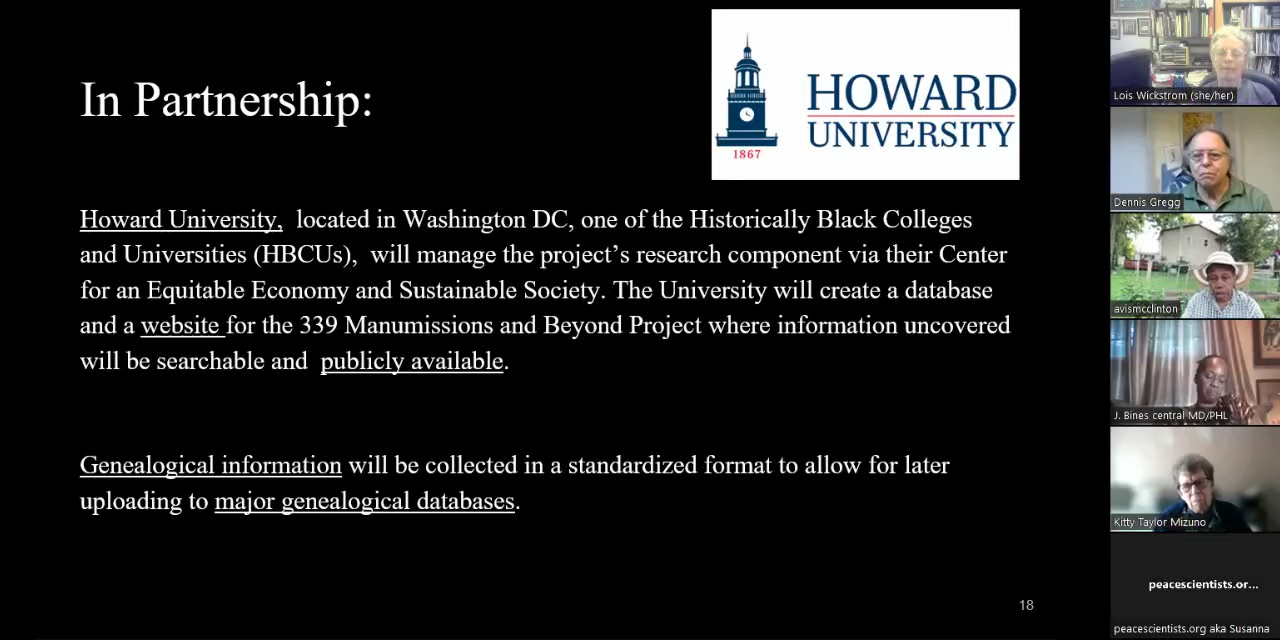 In Partnership:
HOWARD
UNIVERSITY
1867
Howard University, located in Washington DC, one of the Historically Black Colleges
and Universities (HBCUs), will manage the project’s research component via their Center
for an Equitable Economy and Sustainable Society. The University will create a database
and a website for the 339 Manumissions and Beyond Project where information uncovered
will be searchable and publicly available.
Genealogical information will be collected in a standardized format to allow for later
uploading to major genealogical databases.
18
Lois Wickstrom (she/her)
Dennis Gregg
avismcclinton
J. Bines central MD/PHL
Kitty Taylor Mizuno
peacescientists.or...
peacescientists.org aka Susanna